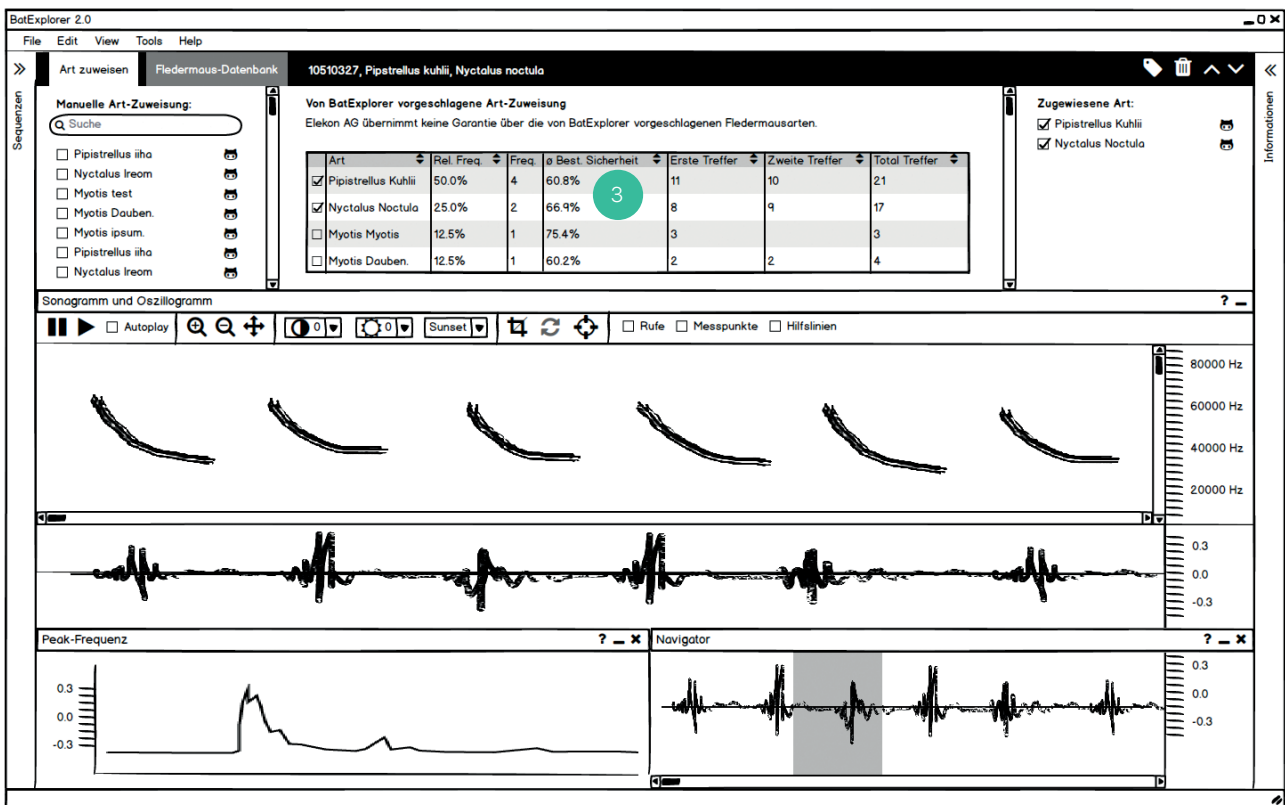 BatExplorer 2.0
File Edit View Tools Help
Art zuweisen Fledermaus-Datenbank 10510327, Pipstrellus kuhlii, Nyctalus noctula
Sequenzen
Manuelle Art-Zuweisung:
Suche
Pipistrellus iiha
Nyctalus lreom
Myotis test
Myotis Dauben.
Myotis ipsum.
Pipistrellus iiha
Nyctalus lreom
Von BatExplorer vorgeschlagene Art-Zuweisung
Elekon AG übernimmt keine Garantie über die von BatExplorer vorgeschlagenen Fledermausarten.
Art Rel. Freq. Freq. ø Best. Sicherheit Erste Treffer Zweite Treffer Total Treffer
Pipistrellus Kuhlii 50.0% 4 60.8% 11 10 21
3
Nyctalus Noctula 25.0% 2 66.9% 8 9 17
Myotis Myotis 12.5% 1 75.4% 3 3
Myotis Dauben. 12.5% 1 60.2% 2 2 4
Zugewiesene Art:
Pipistrellus Kuhlii
Nyctalus Noctula
Informationen
Sonagramm und Oszillogramm ?
Autoplay 0 0 Sunset Rufe Messpunkte Hilfslinien
80000 Hz
60000 Hz
40000 Hz
20000 Hz
0.3
0.0
-0.3
Peak-Frequenz ?
0.3
0.0
-0.3
Navigator ?
0.3
0.0
-0.3